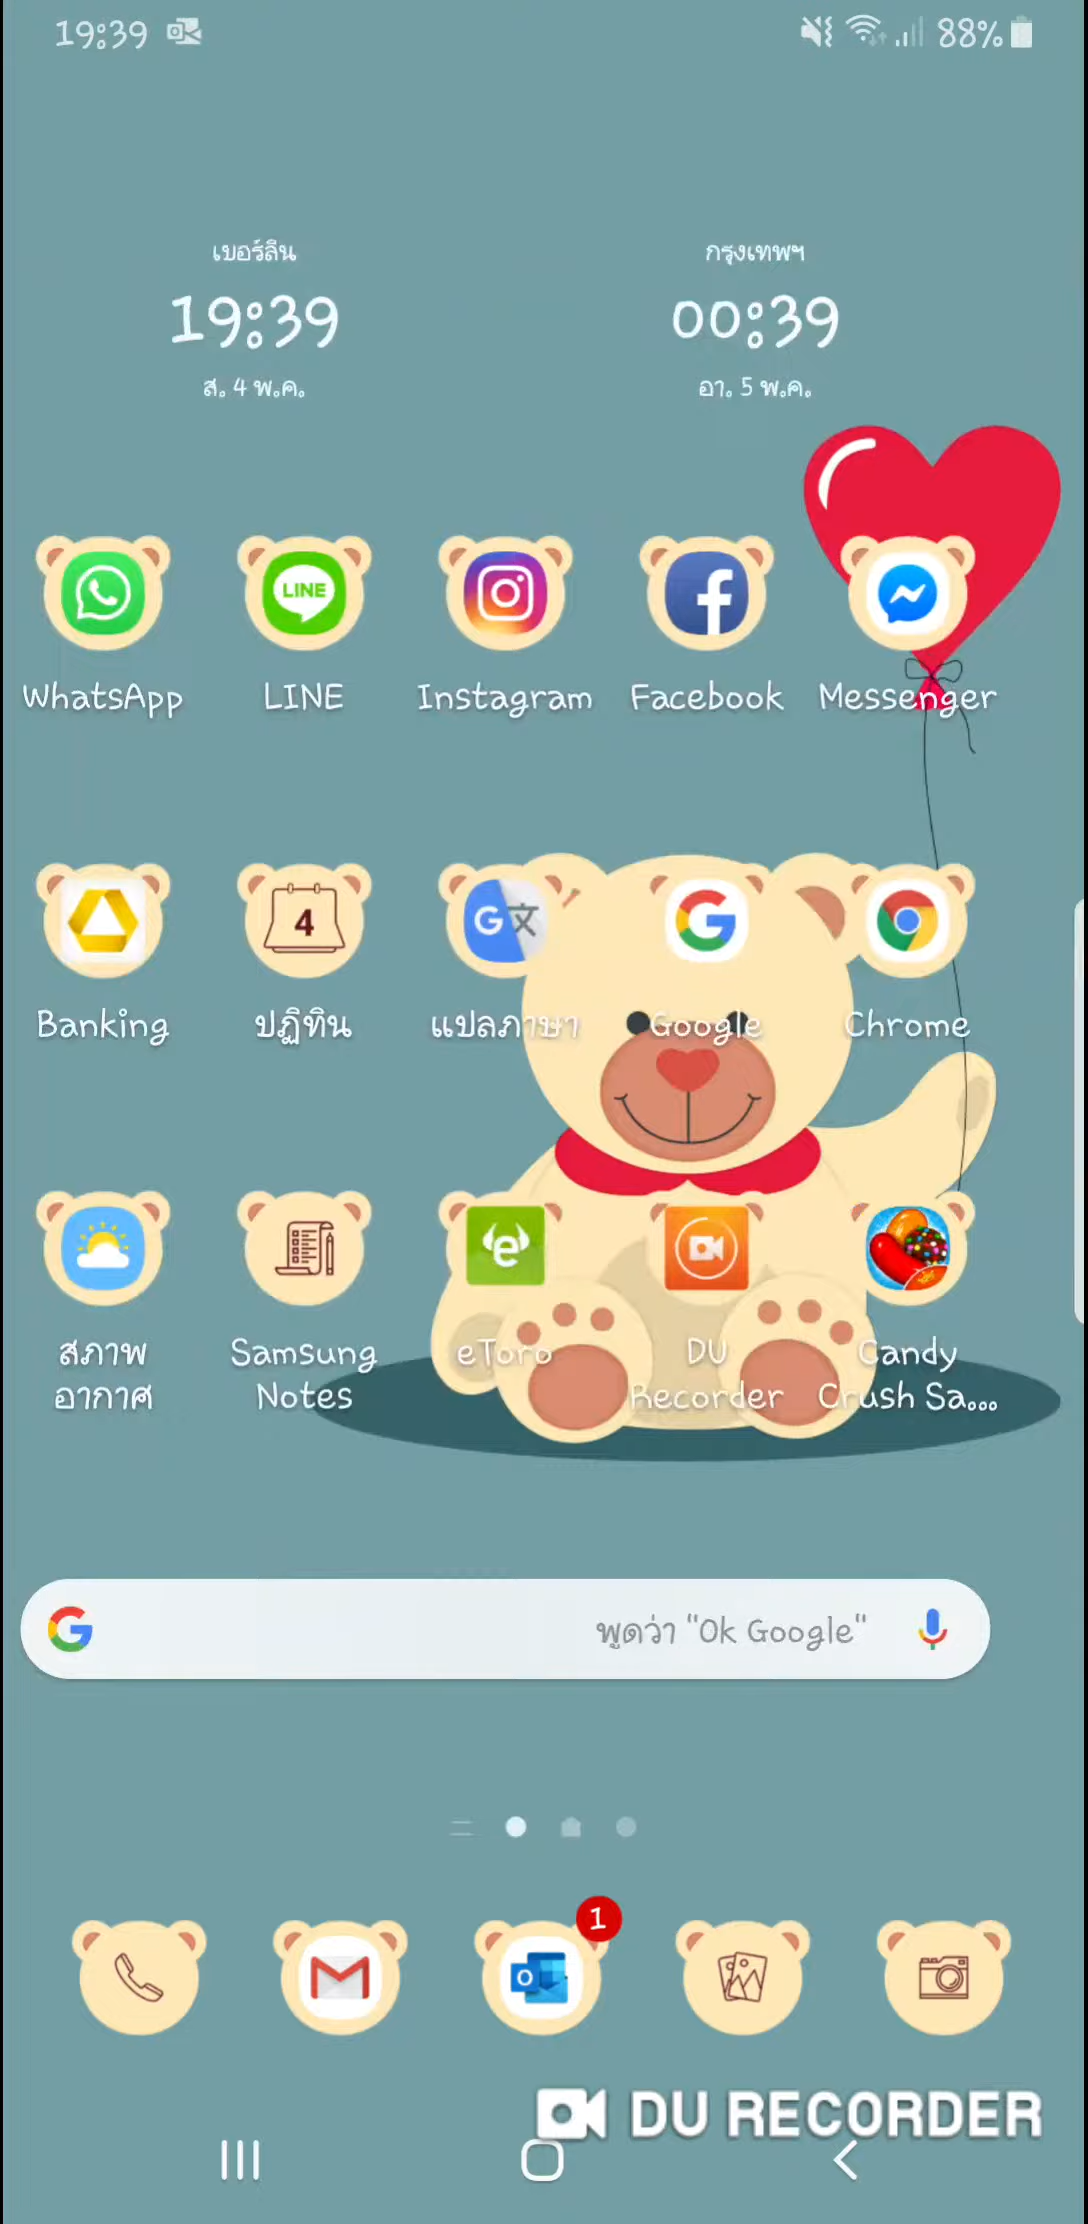 19:39
88%
เบอร์ลิน
กรุงเทพฯ
19:39
00:39
ส. 4 พ.ค.
อา. 5 พ.ค.
LINE
WhatsApp
LINE
Instagram
Facebook
Messenger
4
Banking
ปฏิทิน
แปลภาษา
Google
Chrome
สภาพ
อากาศ
Samsung
Notes
eToro
DU
Recorder
Candy
Crush Sa...
พูดว่า "Ok Google"
1
DU RECORDER